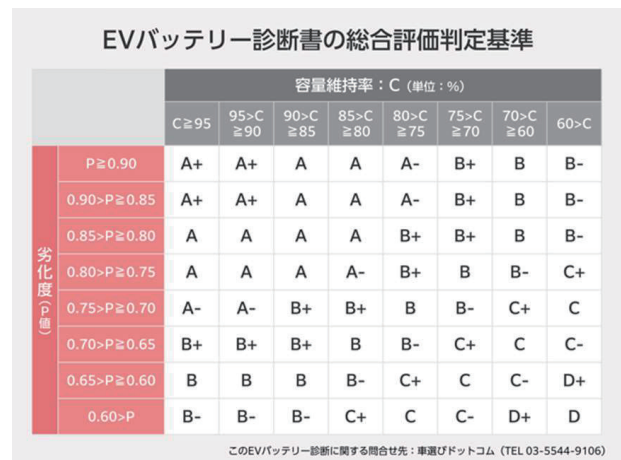 EVバッテリー診断書の総合評価判定基準
容量維持率：C（単位：%）
C≧95 95>C≧90 90>C≧85 85>C≧80 80>C≧75 75>C≧70 70>C≧60 60>C
劣化度（P値）
P≧0.90 A+ A+ A A A- B+ B B-
0.90>P≧0.85 A+ A+ A A A- B+ B B-
0.85>P≧0.80 A A A A B+ B+ B B-
0.80>P≧0.75 A A A A- B+ B B- C+
0.75>P≧0.70 A- A- B+ B+ B B- C+ C
0.70>P≧0.65 B+ B+ B+ B B- C+ C C-
0.65>P≧0.60 B B B B- C+ C C- D+
0.60>P B- B- B- C+ C C- D+ D
このEVバッテリー診断に関する問合せ先：車選びドットコム（TEL 03-5544-9106）